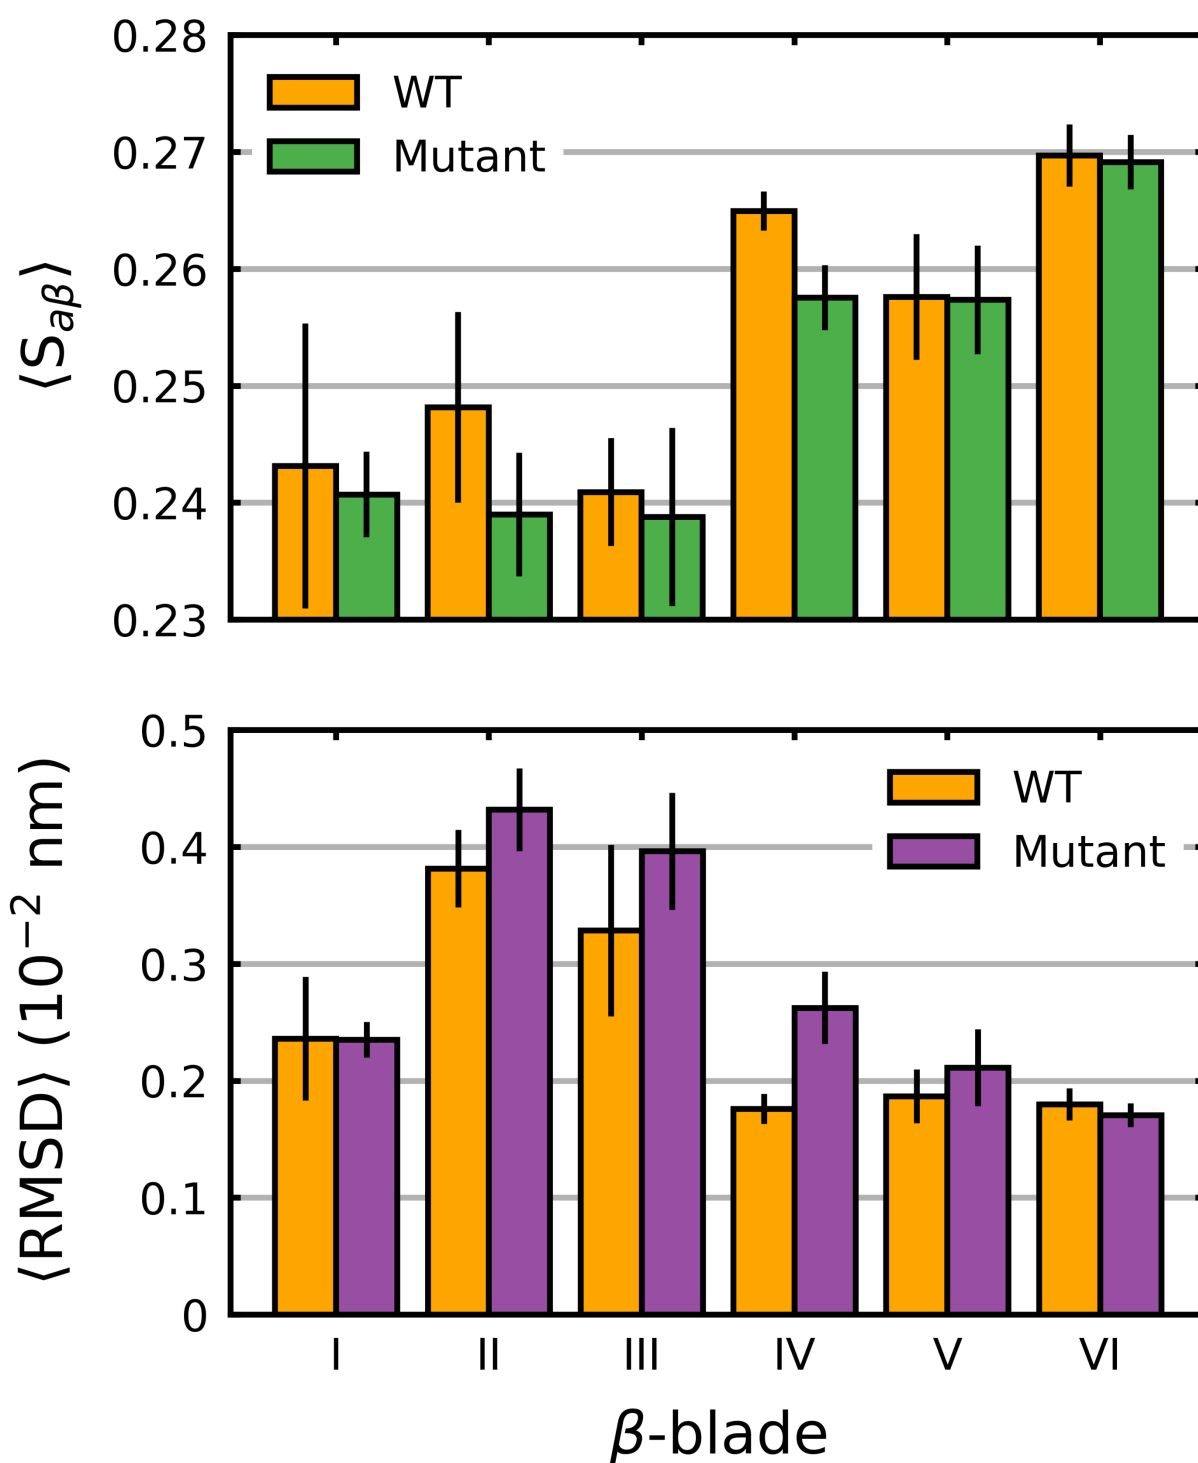 0.28
0.27
0.26
0.25
0.24
0.23
⟨S_{aβ}⟩
WT
Mutant
0.5
0.4
0.3
0.2
0.1
0
⟨RMSD⟩ (10⁻² nm)
WT
Mutant
I II III IV V VI
β-blade